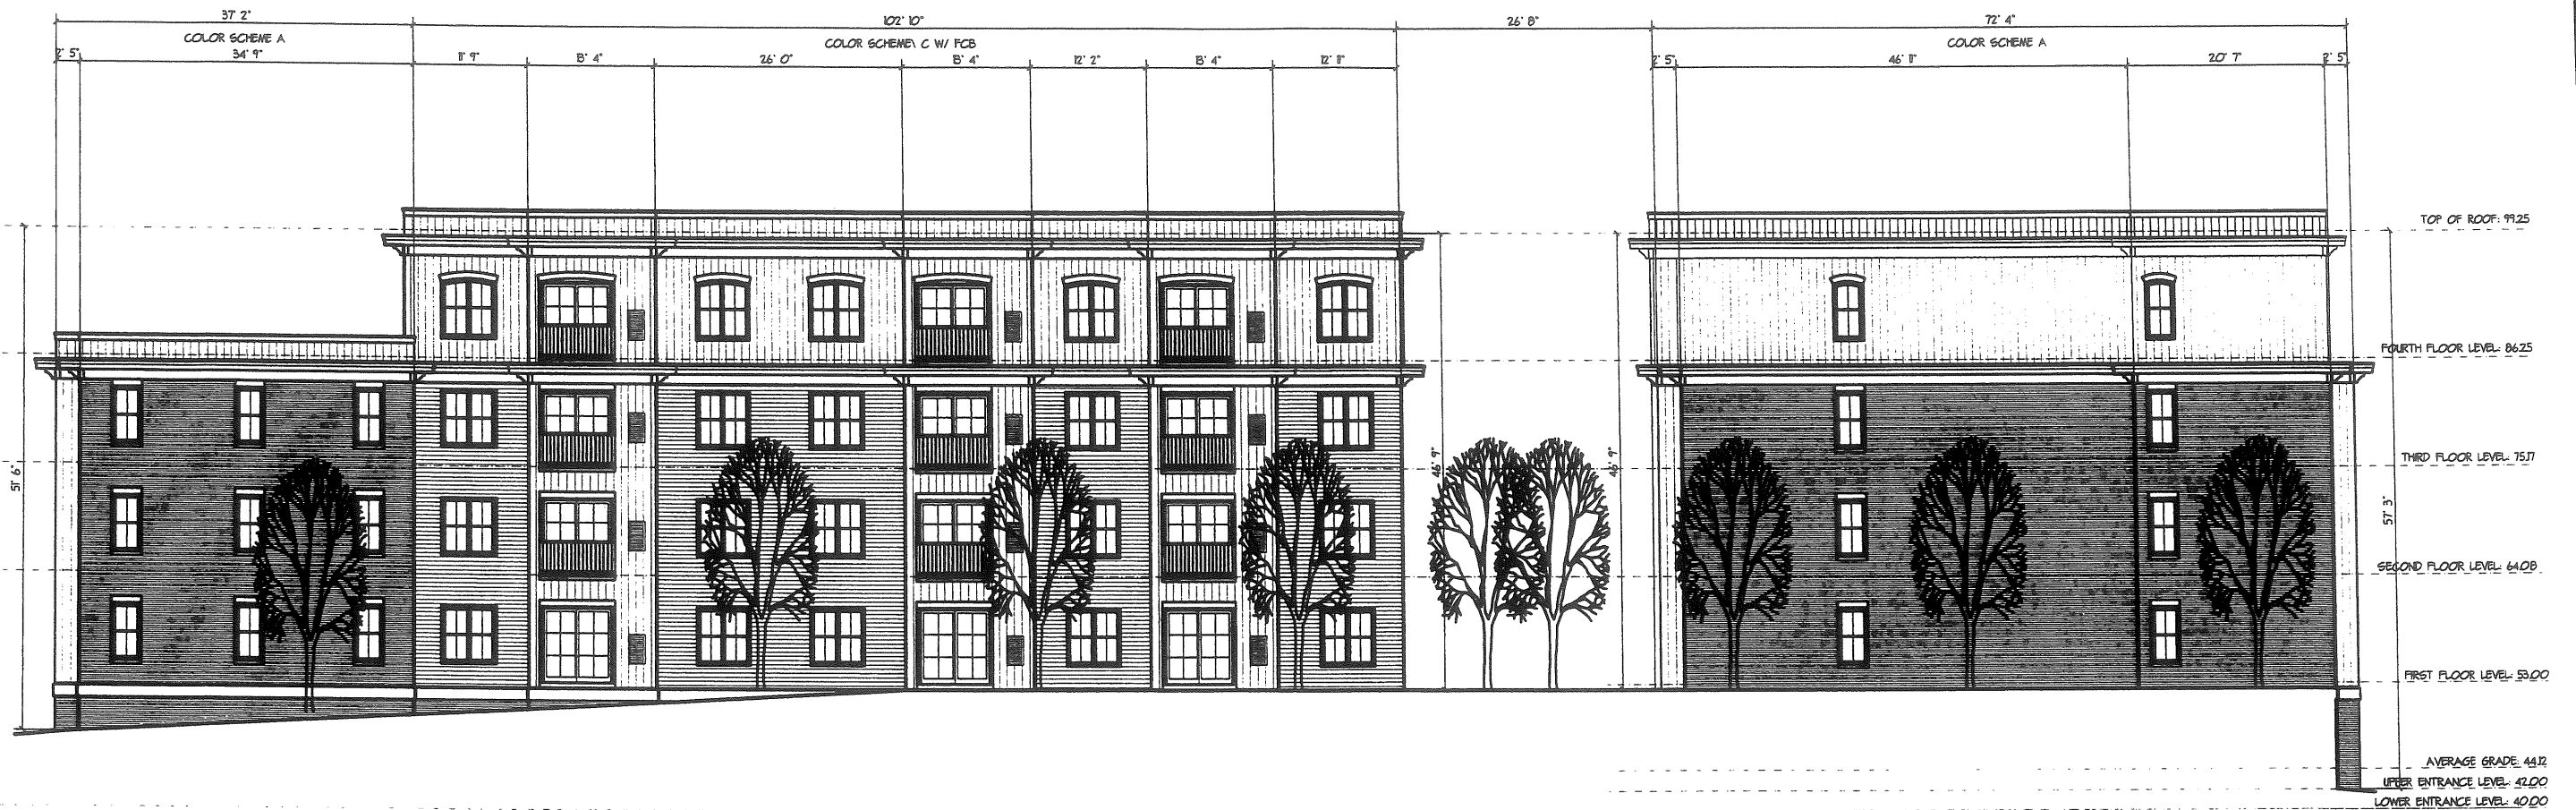 37' 2"
102' 10"
26' 8"
72' 4"
COLOR SCHEME A
COLOR SCHEME C W/ FCB
COLOR SCHEME A
2' 5"
34' 9"
11' 9"
13' 4"
26' 0"
13' 4"
12' 2"
13' 4"
12' 11"
2' 5"
46' 11"
20' 7"
2' 5"
TOP OF ROOF: 99.25
FOURTH FLOOR LEVEL: 86.25
THIRD FLOOR LEVEL: 75.17
51' 6"
46' 9"
46' 9"
57' 3"
SECOND FLOOR LEVEL: 64.08
FIRST FLOOR LEVEL: 53.00
AVERAGE GRADE: 44.12
UPPER ENTRANCE LEVEL: 42.00
LOWER ENTRANCE LEVEL: 40.00